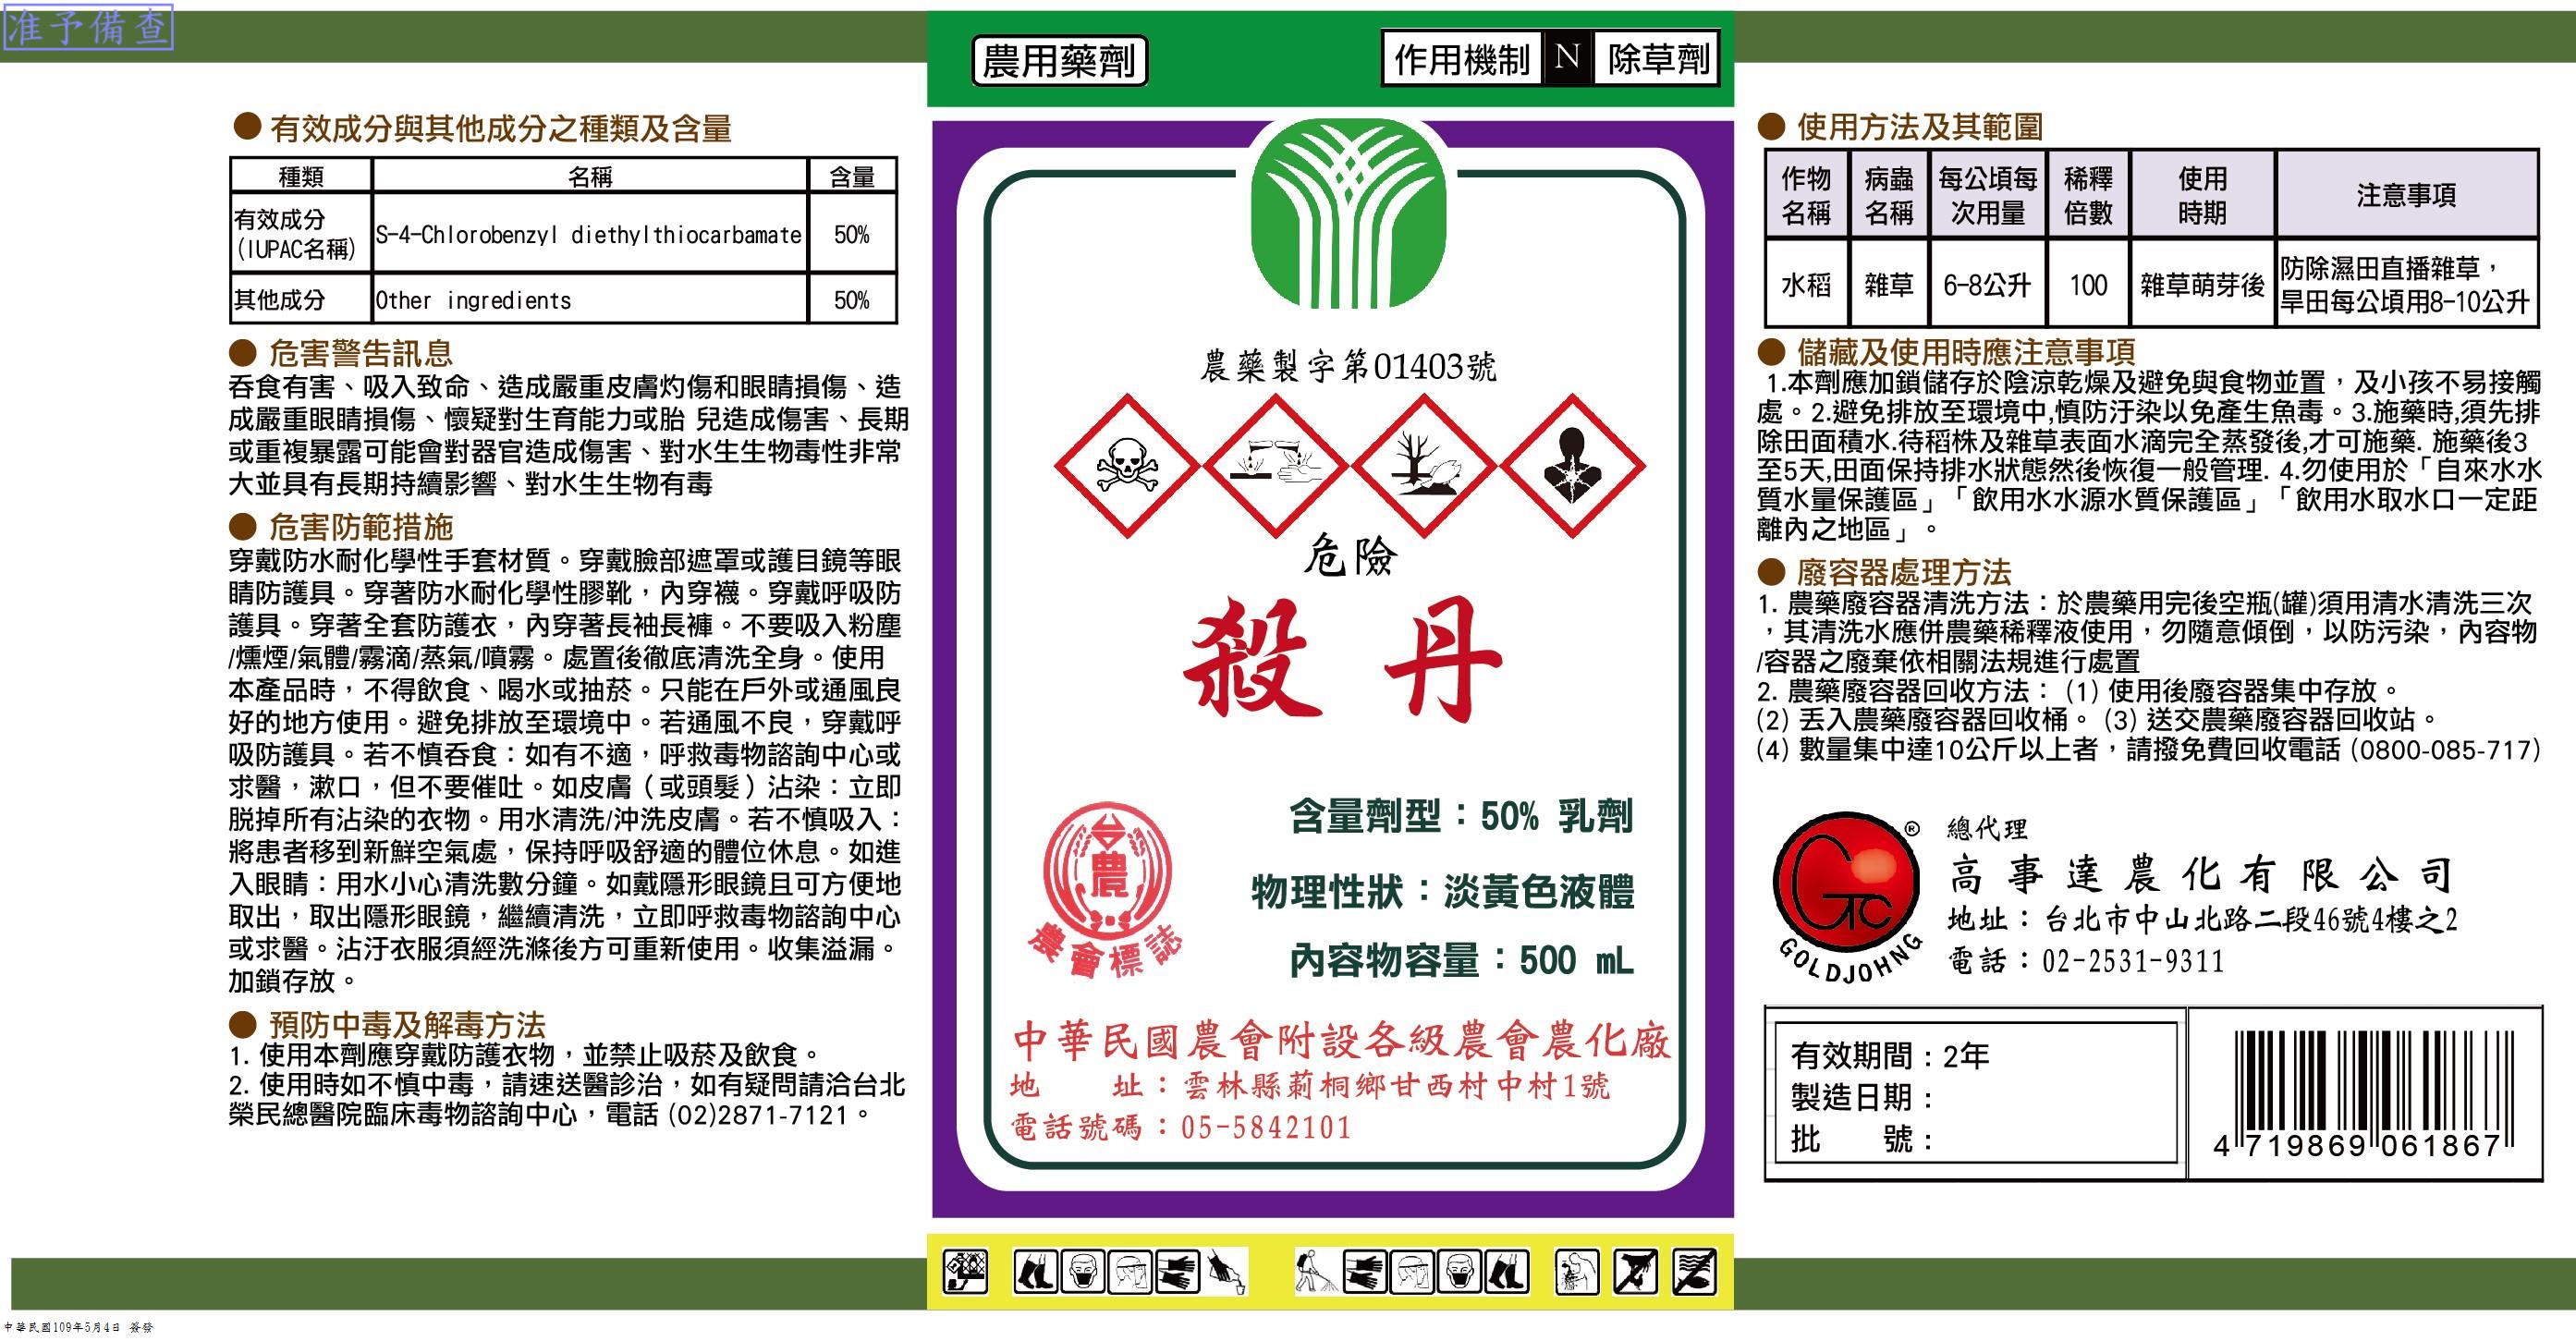 准予備查
● 有效成分與其他成分之種類及含量
種類 名稱 含量
有效成分
(IUPAC名稱) S-4-Chlorobenzyl diethylthiocarbamate 50%
其他成分 Other ingredients 50%
● 危害警告訊息
吞食有害、吸入致命、造成嚴重皮膚灼傷和眼睛損傷、造
成嚴重眼睛損傷、懷疑對生育能力或胎 兒造成傷害、長期
或重複暴露可能會對器官造成傷害、對水生生物毒性非常
大並具有長期持續影響、對水生生物有毒
● 危害防範措施
穿戴防水耐化學性手套材質。穿戴臉部遮罩或護目鏡等眼
睛防護具。穿著防水耐化學性膠靴，內穿襪。穿戴呼吸防
護具。穿著全套防護衣，內穿著長袖長褲。不要吸入粉塵
/燻煙/氣體/霧滴/蒸氣/噴霧。處置後徹底清洗全身。使用
本產品時，不得飲食、喝水或抽菸。只能在戶外或通風良
好的地方使用。避免排放至環境中。若通風不良，穿戴呼
吸防護具。若不慎吞食：如有不適，呼救毒物諮詢中心或
求醫，漱口，但不要催吐。如皮膚（或頭髮）沾染：立即
脫掉所有沾染的衣物。用水清洗/沖洗皮膚。若不慎吸入：
將患者移到新鮮空氣處，保持呼吸舒適的體位休息。如進
入眼睛：用水小心清洗數分鐘。如戴隱形眼鏡且可方便地
取出，取出隱形眼鏡，繼續清洗，立即呼救毒物諮詢中心
或求醫。沾汙衣服須經洗滌後方可重新使用。收集溢漏。
加鎖存放。
● 預防中毒及解毒方法
1. 使用本劑應穿戴防護衣物，並禁止吸菸及飲食。
2. 使用時如不慎中毒，請速送醫診治，如有疑問請洽台北
榮民總醫院臨床毒物諮詢中心，電話 (02)2871-7121。
農用藥劑
作用機制 N 除草劑
農藥製字第01403號
危險
殺丹
農
農會標誌
含量劑型：50% 乳劑
物理性狀：淡黃色液體
內容物容量：500 mL
中華民國農會附設各級農會農化廠
地 址：雲林縣莿桐鄉甘西村中村1號
電話號碼：05-5842101
● 使用方法及其範圍
作物名稱 病蟲名稱 每公頃每次用量 稀釋倍數 使用時期 注意事項
水稻 雜草 6-8公升 100 雜草萌芽後 防除濕田直播雜草，
旱田每公頃用8-10公升
● 儲藏及使用時應注意事項
1.本劑應加鎖儲存於陰涼乾燥及避免與食物並置，及小孩不易接觸
處。2.避免排放至環境中,慎防汙染以免產生魚毒。3.施藥時,須先排
除田面積水.待稻株及雜草表面水滴完全蒸發後,才可施藥. 施藥後3
至5天,田面保持排水狀態然後恢復一般管理. 4.勿使用於「自來水水
質水量保護區」「飲用水水源水質保護區」「飲用水取水口一定距
離內之地區」。
● 廢容器處理方法
1. 農藥廢容器清洗方法：於農藥用完後空瓶(罐)須用清水清洗三次
，其清洗水應併農藥稀釋液使用，勿隨意傾倒，以防污染，內容物
/容器之廢棄依相關法規進行處置
2. 農藥廢容器回收方法： (1) 使用後廢容器集中存放。
(2) 丟入農藥廢容器回收桶。 (3) 送交農藥廢容器回收站。
(4) 數量集中達10公斤以上者，請撥免費回收電話 (0800-085-717)
GTC ®
GOLDJOHNG
總代理
高事達農化有限公司
地址：台北市中山北路二段46號4樓之2
電話：02-2531-9311
有效期間：2年
製造日期：
批 號：
4 719869 061867
中華民國109年5月4日 簽發